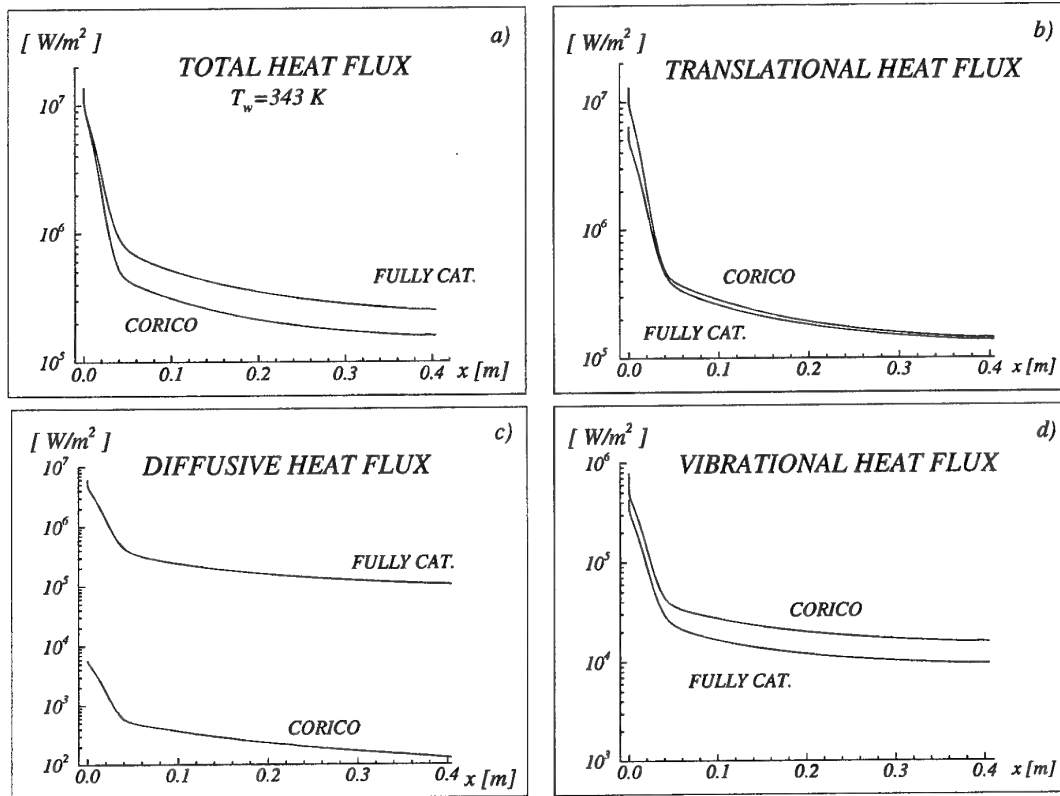 a)
[ W/m² ]
TOTAL HEAT FLUX
T_w=343 K
10⁷
10⁶
10⁵
FULLY CAT.
CORICO
0.0 0.1 0.2 0.3 0.4 x [m]
b)
[ W/m² ]
TRANSLATIONAL HEAT FLUX
10⁷
10⁶
10⁵
CORICO
FULLY CAT.
0.0 0.1 0.2 0.3 0.4 x [m]
c)
[ W/m² ]
DIFFUSIVE HEAT FLUX
10⁷
10⁶
10⁵
10⁴
10³
10²
FULLY CAT.
CORICO
0.0 0.1 0.2 0.3 0.4 x [m]
d)
[ W/m² ]
VIBRATIONAL HEAT FLUX
10⁶
10⁵
10⁴
10³
CORICO
FULLY CAT.
0.0 0.1 0.2 0.3 0.4 x [m]